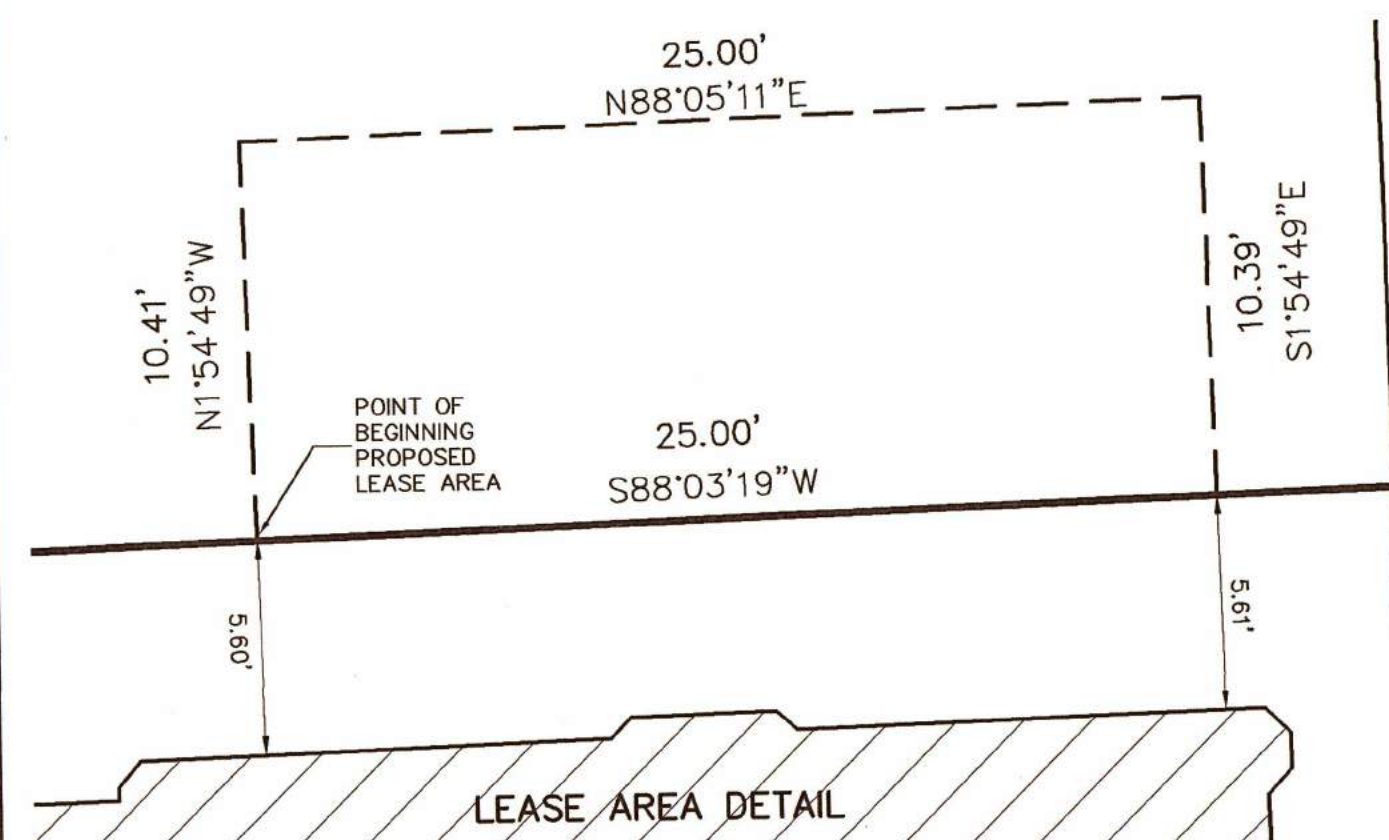 25.00'
N88°05'11"E
10.41'
N1°54'49"W
10.39'
S1°54'49"E
POINT OF
BEGINNING
PROPOSED
LEASE AREA
25.00'
S88°03'19"W
5.60'
5.61'
LEASE AREA DETAIL